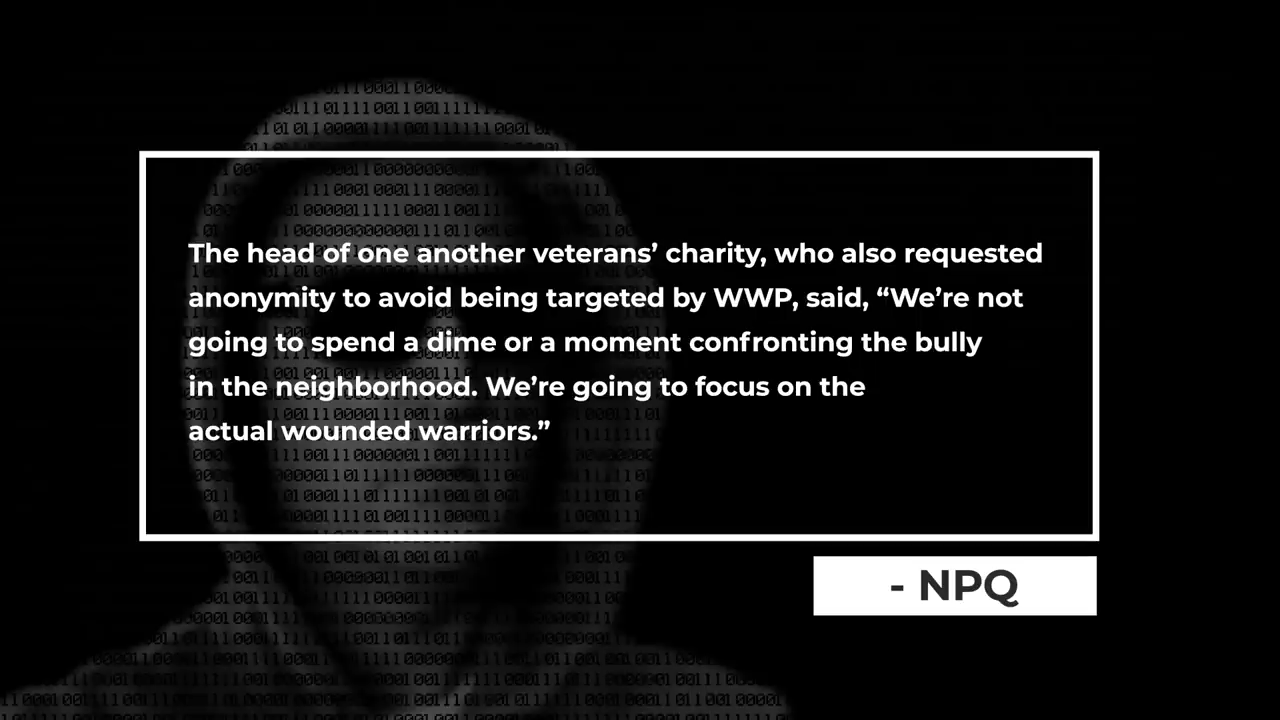 The head of one another veterans’ charity, who also requested
anonymity to avoid being targeted by WWP, said, “We’re not
going to spend a dime or a moment confronting the bully
in the neighborhood. We’re going to focus on the
actual wounded warriors.”
- NPQ